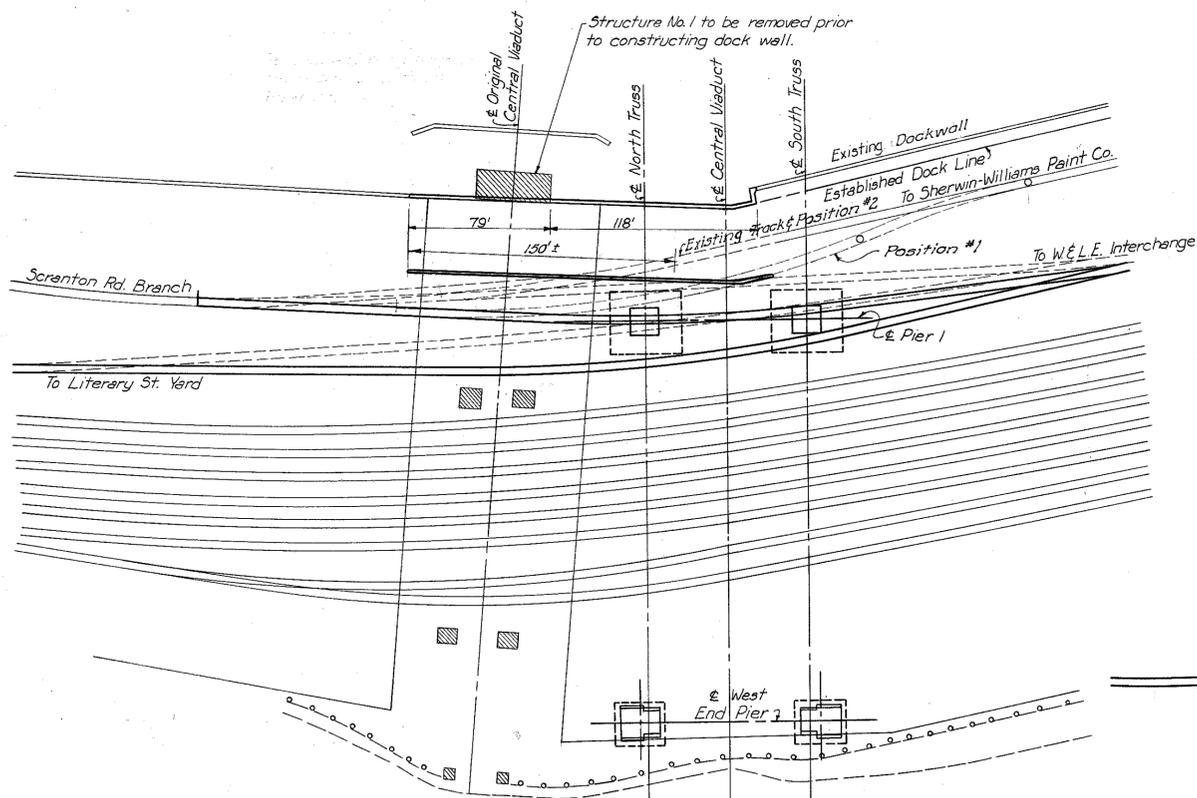 Structure No. 1 to be removed prior
to constructing dock wall.
℄ Original
Central Viaduct
℄ North Truss
℄ Central Viaduct
℄ South Truss
Existing Dockwall
Established Dock Line
To Sherwin-Williams Paint Co.
79'
118'
Existing Track ℄ Position #2
150'±
Position #1
To W.& L.E. Interchange
Scranton Rd. Branch
℄ Pier 1
To Literary St. Yard
℄ West
End Pier